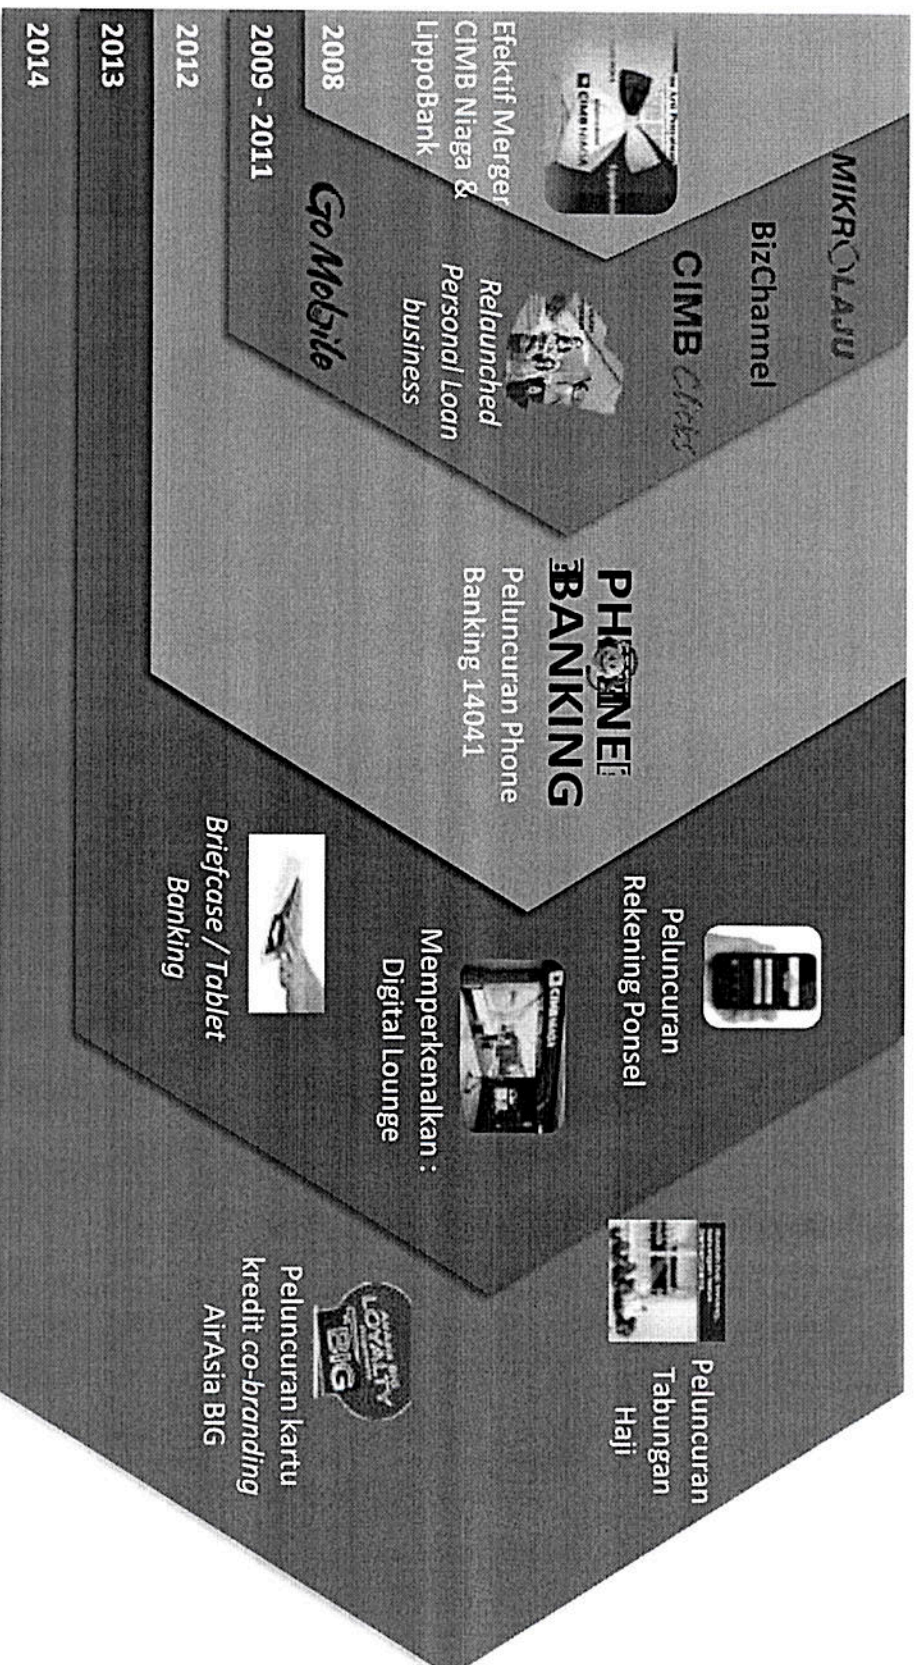 Efektif Merger
CIMB Niaga &
LippoBank
2008
MIKROLAJU
BizChannel
CIMB Clicks
Relaunched
Personal Loan
business
Go Mobile
2009 - 2011
PHONE
BANKING
Peluncuran Phone
Banking 14041
2012
Peluncuran
Rekening Ponsel
Memperkenalkan :
Digital Lounge
Briefcase / Tablet
Banking
2013
Peluncuran
Tabungan
Haji
LOYALTY
BIG
Peluncuran kartu
kredit co-branding
AirAsia BIG
2014
CIMB NIAGA